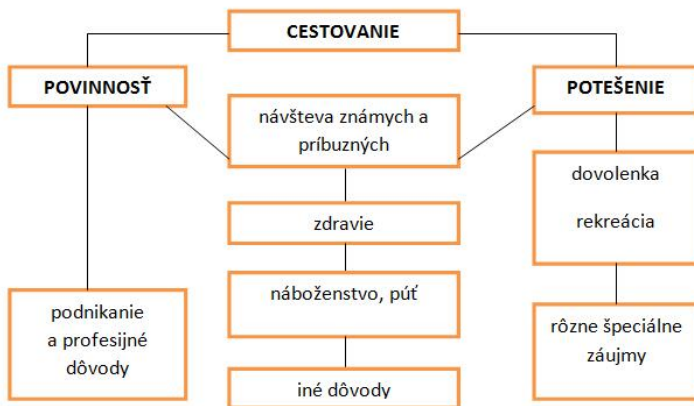 CESTOVANIE
POVINNOSŤ
POTEŠENIE
návšteva známych a
príbuzných
dovolenka
rekreácia
zdravie
náboženstvo, púť
podnikanie
a profesijné
dôvody
rôzne špeciálne
záujmy
iné dôvody